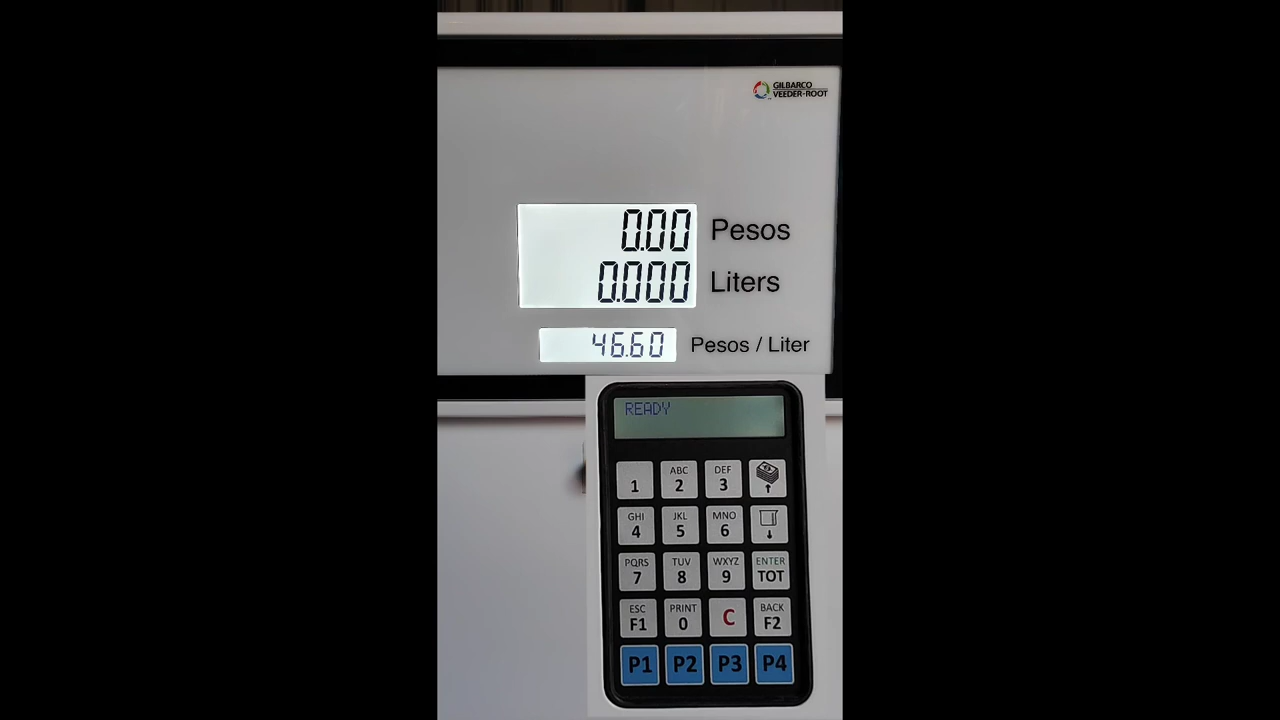 GILBARCO
VEEDER-ROOT
0.00 Pesos
0.000 Liters
46.60 Pesos / Liter
READY
1 ABC 2 DEF 3
GHI 4 JKL 5 MNO 6
PQRS 7 TUV 8 WXYZ 9 ENTER TOT
ESC F1 PRINT 0 C BACK F2
P1 P2 P3 P4